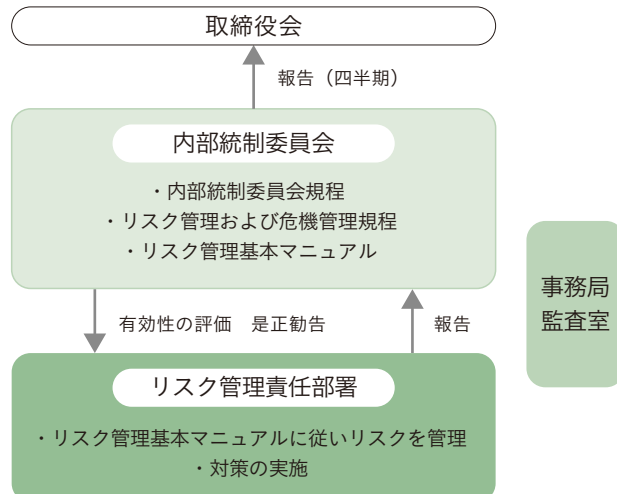 取締役会
報告（四半期）
内部統制委員会
・内部統制委員会規程
・リスク管理および危機管理規程
・リスク管理基本マニュアル
有効性の評価　是正勧告
報告
事務局
監査室
リスク管理責任部署
・リスク管理基本マニュアルに従いリスクを管理
・対策の実施